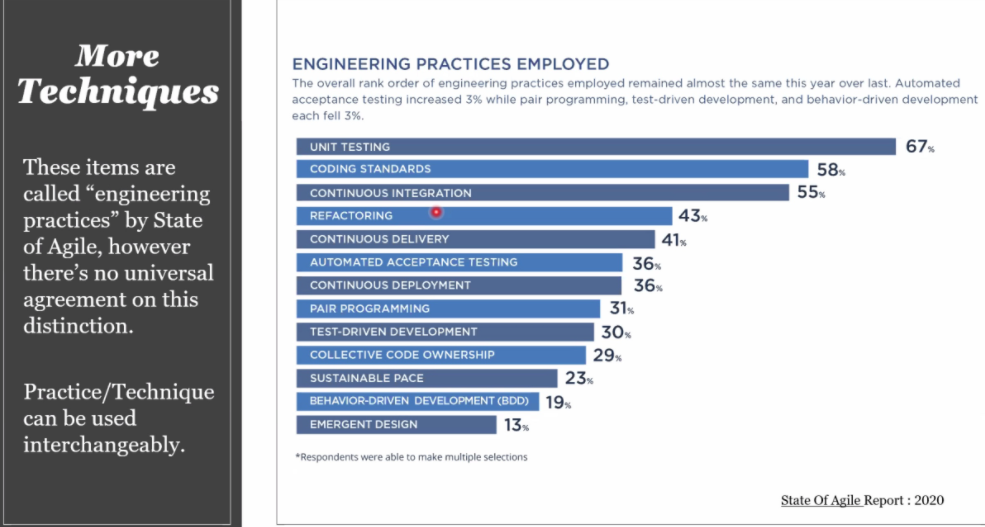 More
Techniques
These items are
called “engineering
practices” by State
of Agile, however
there’s no universal
agreement on this
distinction.
Practice/Technique
can be used
interchangeably.
ENGINEERING PRACTICES EMPLOYED
The overall rank order of engineering practices employed remained almost the same this year over last. Automated
acceptance testing increased 3% while pair programming, test-driven development, and behavior-driven development
each fell 3%.
UNIT TESTING 67%
CODING STANDARDS 58%
CONTINUOUS INTEGRATION 55%
REFACTORING 43%
CONTINUOUS DELIVERY 41%
AUTOMATED ACCEPTANCE TESTING 36%
CONTINUOUS DEPLOYMENT 36%
PAIR PROGRAMMING 31%
TEST-DRIVEN DEVELOPMENT 30%
COLLECTIVE CODE OWNERSHIP 29%
SUSTAINABLE PACE 23%
BEHAVIOR-DRIVEN DEVELOPMENT (BDD) 19%
EMERGENT DESIGN 13%
*Respondents were able to make multiple selections
State Of Agile Report : 2020